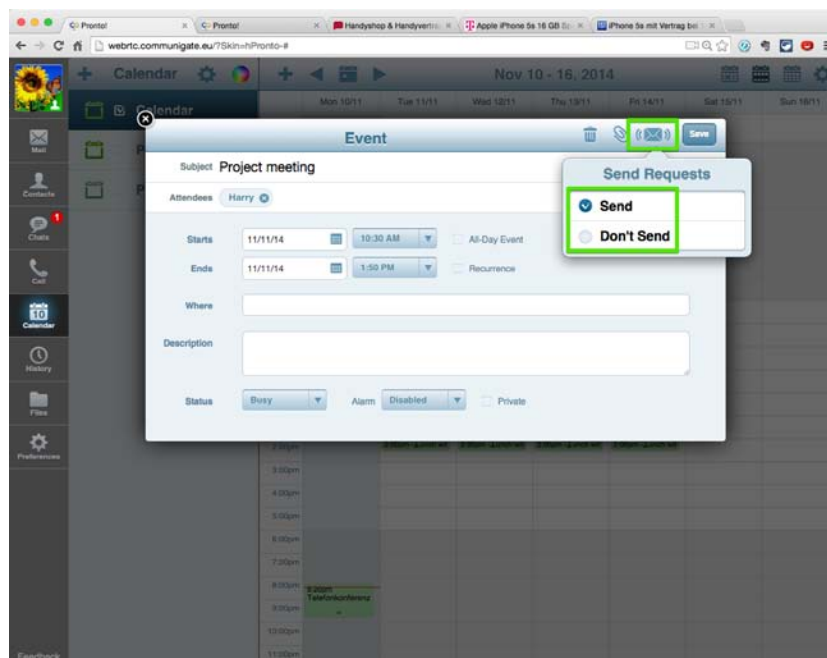 Pronto!
Pronto!
Handyshop & Handyvertr
Apple iPhone 5s 16 GB
iPhone 5s mit Vertrag bei
webrtc.communigate.eu/?Skin=hPronto-#
Calendar
Nov 10 - 16, 2014
Calendar
Mon 10/11 Tue 11/11 Wed 12/11 Thu 13/11 Fri 14/11 Sat 15/11 Sun 16/11
Mail
Contacts
1
Chats
Call
10
Calendar
History
Files
Preferences
Feedback
Event
Save
Subject Project meeting
Attendees Harry
Send Requests
Send
Don't Send
Starts 11/11/14 10:30 AM All-Day Event
Ends 11/11/14 1:50 PM Recurrence
Where
Description
Status Busy Alarm Disabled Private
2:00pm
3:00pm
4:00pm
5:00pm
6:00pm
7:00pm
8:00pm
Telefonkonferenz
9:00pm
10:00pm
11:00pm